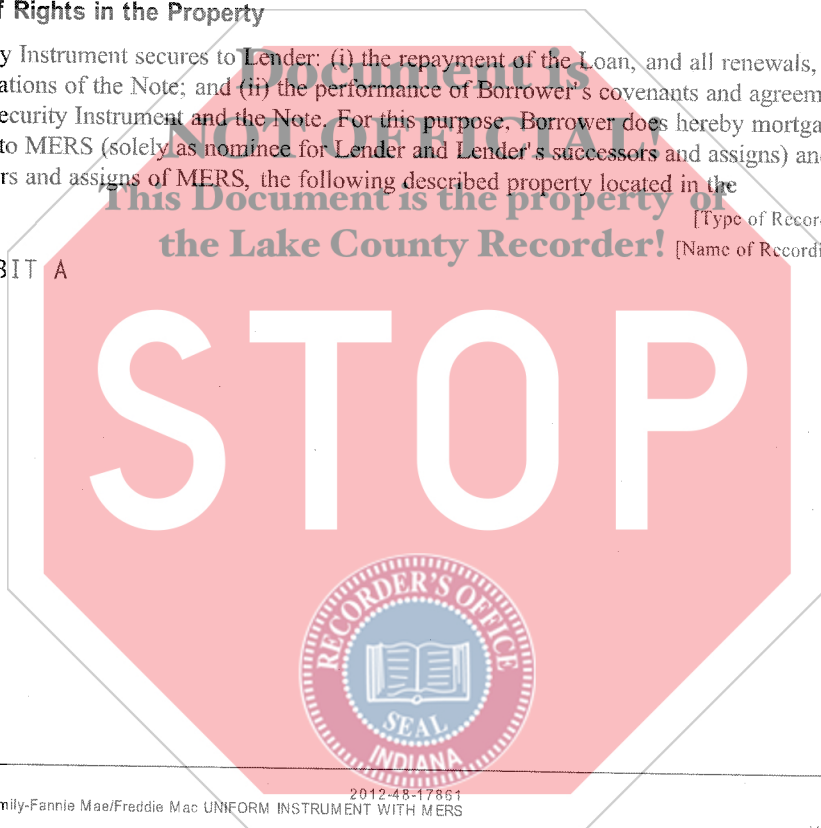 f Rights in the Property
y Instrument secures to Lender: (i) the repayment of the Loan, and all renewals,
ations of the Note; and (ii) the performance of Borrower's covenants and agreem
ecurity Instrument and the Note. For this purpose, Borrower does hereby mortga
to MERS (solely as nominee for Lender and Lender's successors and assigns) and
rs and assigns of MERS, the following described property located in the
[Type of Recor
[Name of Recordi
BIT A
Document is
NOT OFFICIAL!
This Document is the property of
the Lake County Recorder!
STOP
RECORDER'S OFFICE
SEAL
INDIANA
2012-48-17861
mily-Fannie Mae/Freddie Mac UNIFORM INSTRUMENT WITH MERS